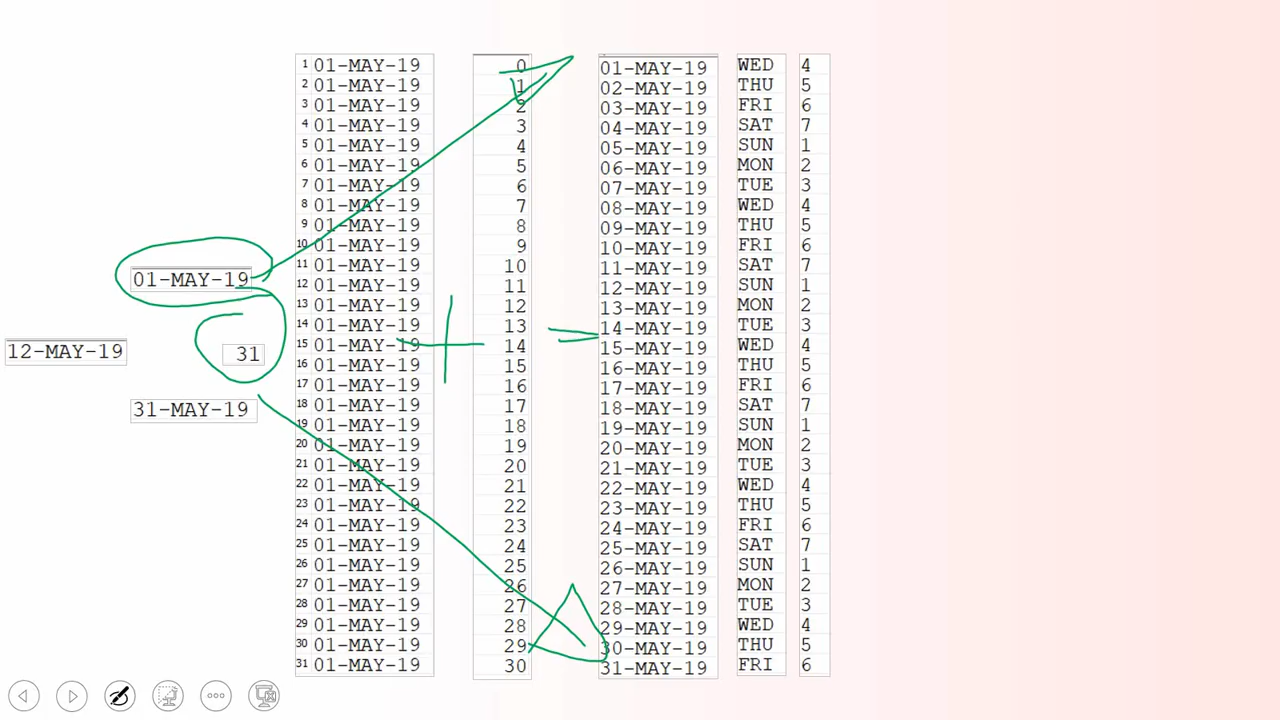 12-MAY-19
01-MAY-19
31
31-MAY-19
1 01-MAY-19 0 01-MAY-19 WED 4
2 01-MAY-19 1 02-MAY-19 THU 5
3 01-MAY-19 2 03-MAY-19 FRI 6
4 01-MAY-19 3 04-MAY-19 SAT 7
5 01-MAY-19 4 05-MAY-19 SUN 1
6 01-MAY-19 5 06-MAY-19 MON 2
7 01-MAY-19 6 07-MAY-19 TUE 3
8 01-MAY-19 7 08-MAY-19 WED 4
9 01-MAY-19 8 09-MAY-19 THU 5
10 01-MAY-19 9 10-MAY-19 FRI 6
11 01-MAY-19 10 11-MAY-19 SAT 7
12 01-MAY-19 11 12-MAY-19 SUN 1
13 01-MAY-19 12 13-MAY-19 MON 2
14 01-MAY-19 13 14-MAY-19 TUE 3
15 01-MAY-19 + 14 = 15-MAY-19 WED 4
16 01-MAY-19 15 16-MAY-19 THU 5
17 01-MAY-19 16 17-MAY-19 FRI 6
18 01-MAY-19 17 18-MAY-19 SAT 7
19 01-MAY-19 18 19-MAY-19 SUN 1
20 01-MAY-19 19 20-MAY-19 MON 2
21 01-MAY-19 20 21-MAY-19 TUE 3
22 01-MAY-19 21 22-MAY-19 WED 4
23 01-MAY-19 22 23-MAY-19 THU 5
24 01-MAY-19 23 24-MAY-19 FRI 6
25 01-MAY-19 24 25-MAY-19 SAT 7
26 01-MAY-19 25 26-MAY-19 SUN 1
27 01-MAY-19 26 27-MAY-19 MON 2
28 01-MAY-19 27 28-MAY-19 TUE 3
29 01-MAY-19 28 29-MAY-19 WED 4
30 01-MAY-19 29 30-MAY-19 THU 5
31 01-MAY-19 30 31-MAY-19 FRI 6